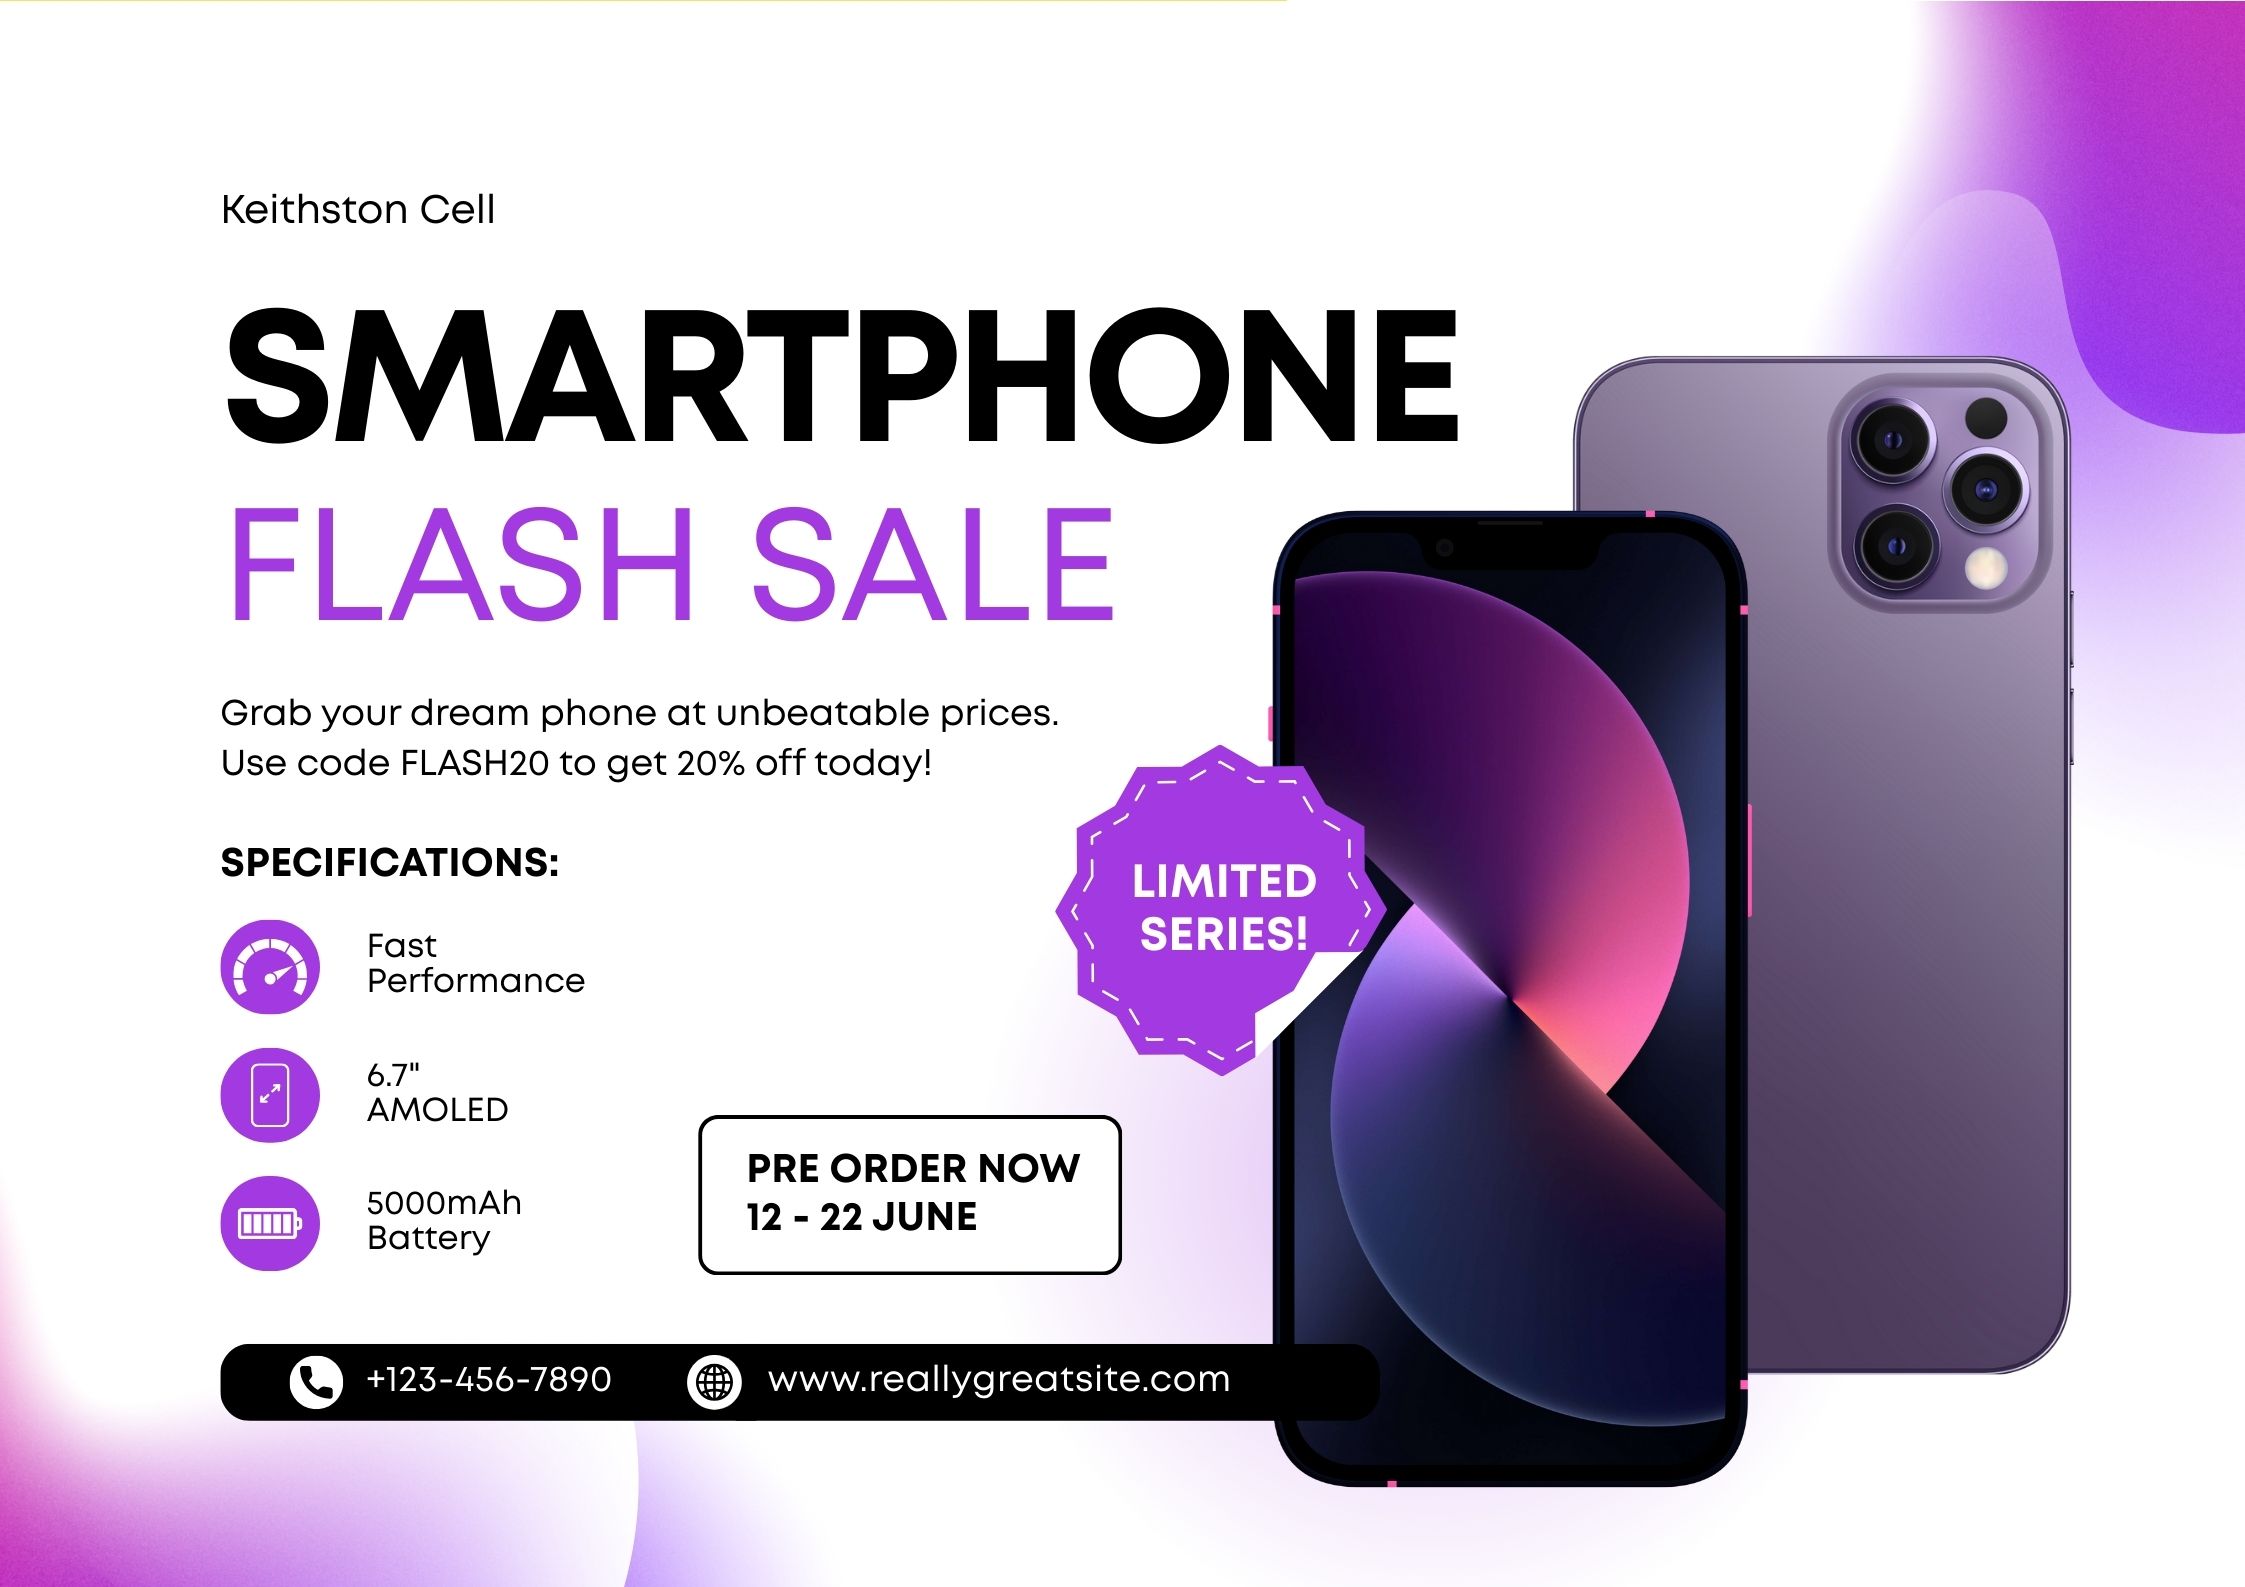 Keithston Cell
SMARTPHONE
FLASH SALE
Grab your dream phone at unbeatable prices.
Use code FLASH20 to get 20% off today!
SPECIFICATIONS:
Fast
Performance
6.7"
AMOLED
5000mAh
Battery
LIMITED
SERIES!
PRE ORDER NOW
12 - 22 JUNE
+123-456-7890
www.reallygreatsite.com